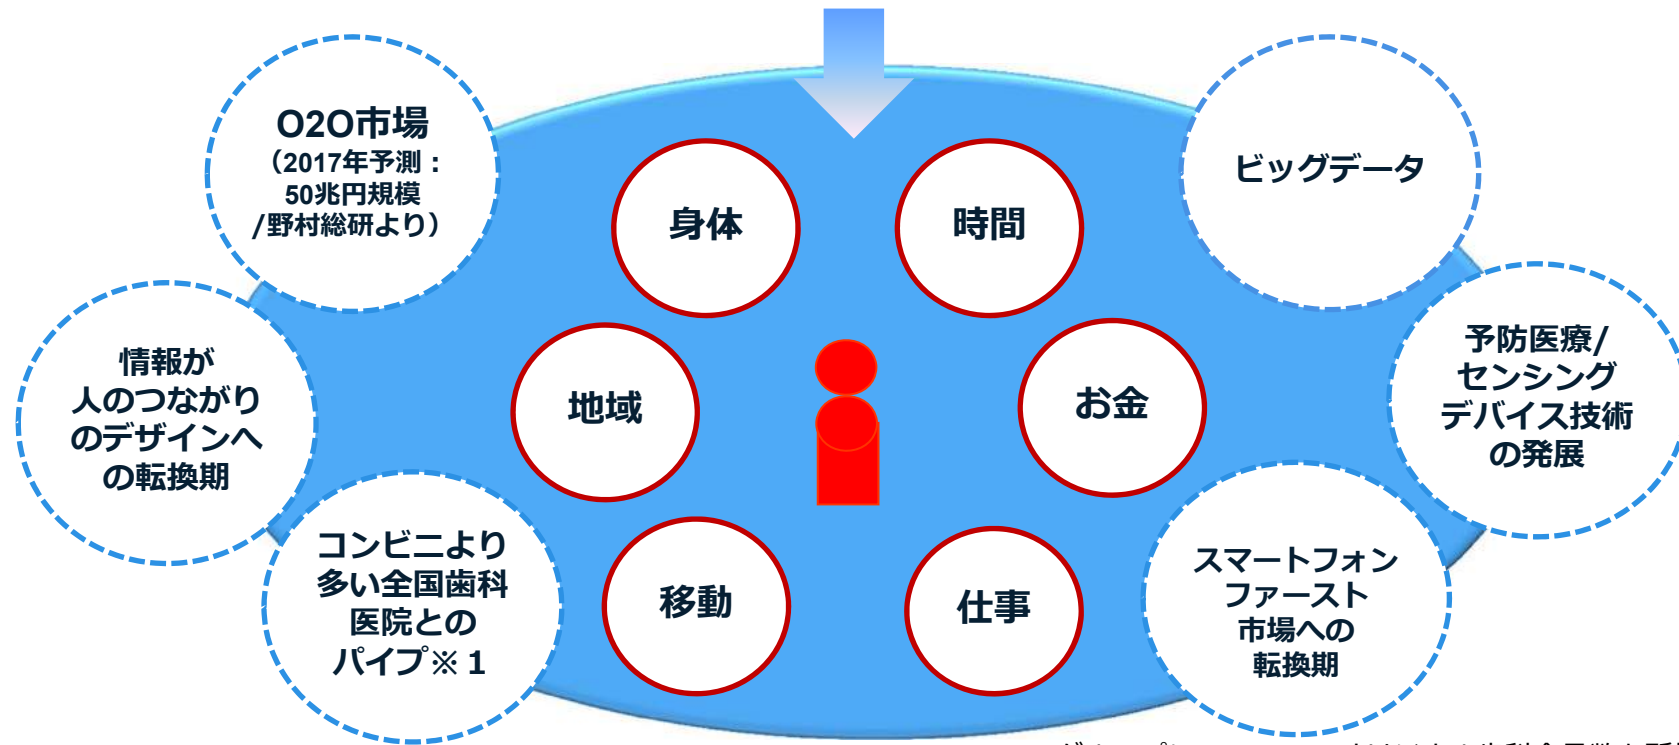 O2O市場
（2017年予測：
50兆円規模
/野村総研より）
ビッグデータ
身体
時間
情報が
人のつながり
のデザインへ
の転換期
地域
お金
予防医療/
センシング
デバイス技術
の発展
コンビニより
多い全国歯科
医院との
パイプ※１
移動
仕事
スマートフォン
ファースト
市場への
転換期